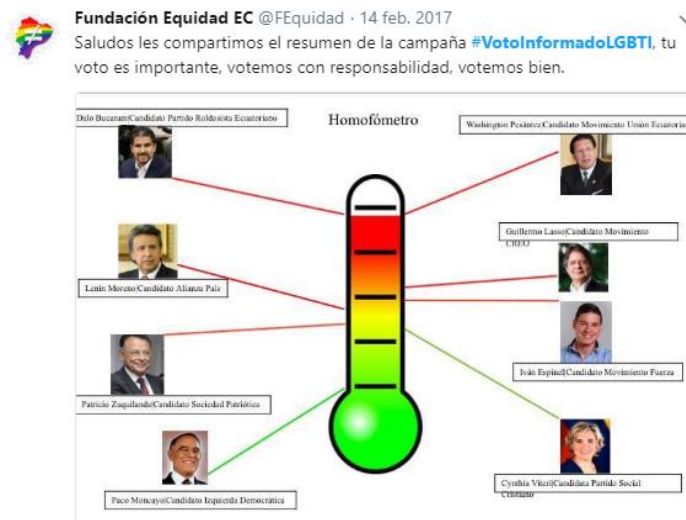 Fundación Equidad EC @FEquidad · 14 feb. 2017
Saludos les compartimos el resumen de la campaña #VotoInformadoLGBTI, tu
voto es importante, votemos con responsabilidad, votemos bien.
Dalo Bucaram|Candidato Partido Roldosista Ecuatoriano
Homofómetro
Washington Pesántez|Candidato Movimiento Unión Ecuatoria
Guillermo Lasso|Candidato Movimiento
CREO
Lenin Moreno|Candidato Alianza País
Iván Espinel|Candidato Movimiento Fuerza
Patricio Zuquilanda|Candidato Sociedad Patriótica
Cynthia Viteri|Candidata Partido Social
Cristiano
Paco Moncayo|Candidato Izquierda Democrática